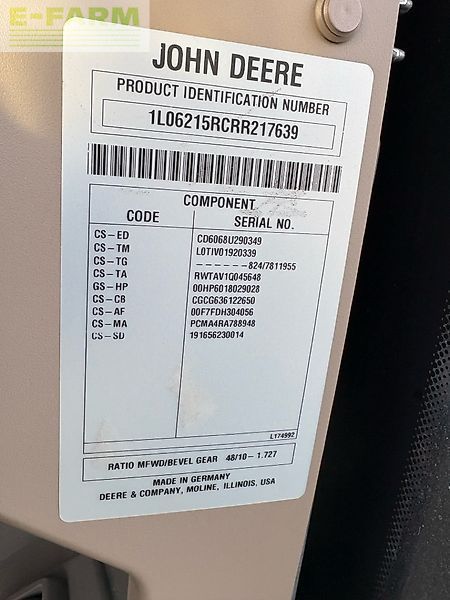 E-FARM
JOHN DEERE
PRODUCT IDENTIFICATION NUMBER
1L06215RCRR217639
COMPONENT
CODE SERIAL NO.
CS-ED CD6068U290349
CS-TM L0TIV01920339
CS-TG ------824/7811955
CS-TA RWTAV1Q045648
GS-HP 00HP6018029028
CS-CB CGCG636122650
CS-AF 00F7FDH304056
CS-MA PCMA4RA788948
CS-SD 191656230014
L174992
RATIO MFWD/BEVEL GEAR 48/10-1.727
MADE IN GERMANY
DEERE & COMPANY, MOLINE, ILLINOIS, USA